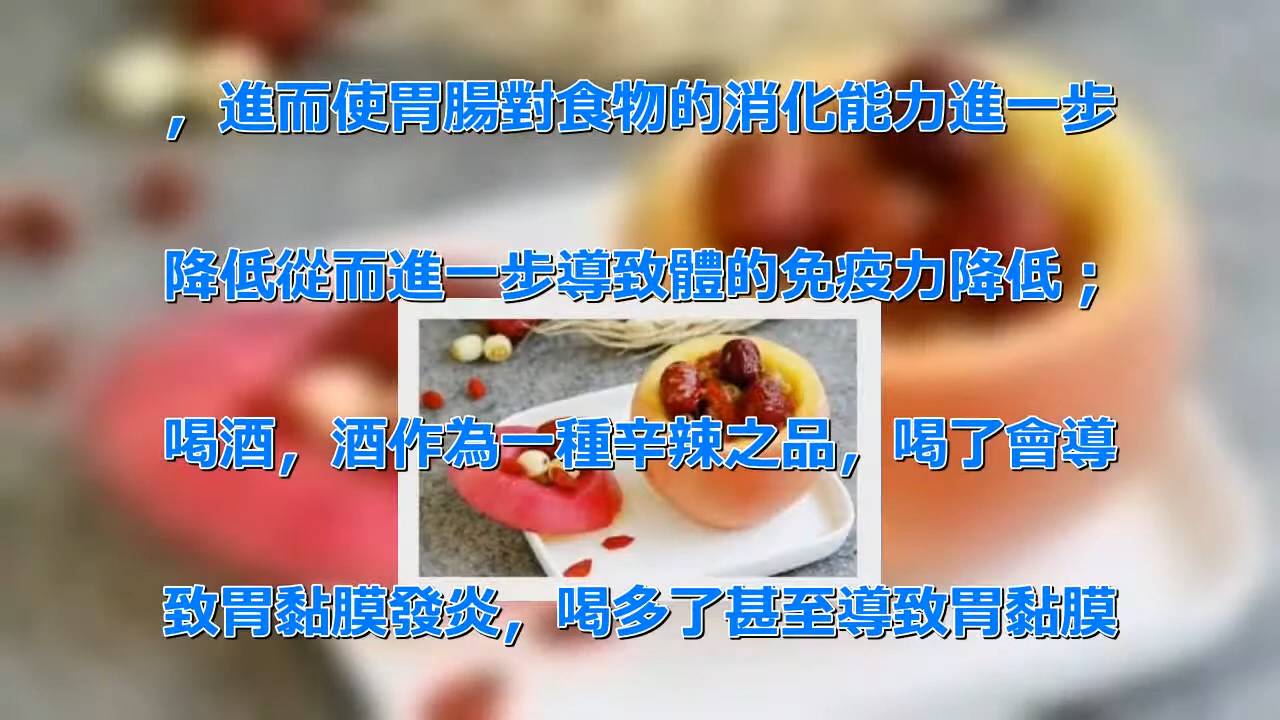 ，進而使胃腸對食物的消化能力進一步
降低從而進一步導致體的免疫力降低；
喝酒，酒作為一種辛辣之品，喝了會導
致胃黏膜發炎，喝多了甚至導致胃黏膜